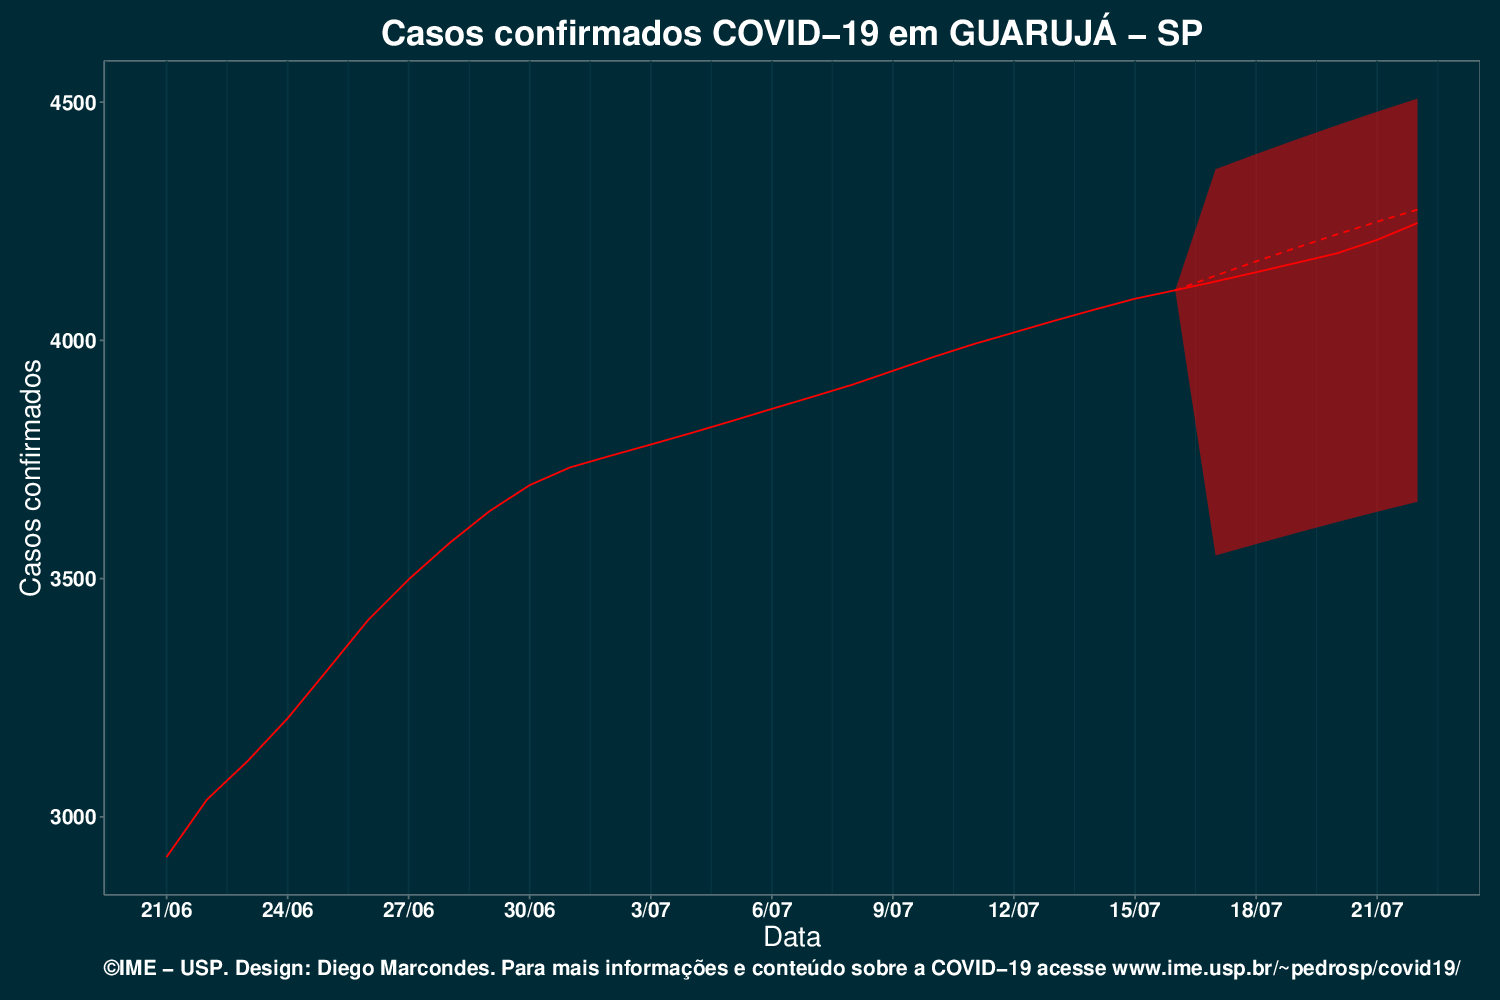 Casos confirmados COVID−19 em GUARUJÁ − SP
Casos confirmados
4500
4000
3500
3000
21/06 24/06 27/06 30/06 3/07 6/07 9/07 12/07 15/07 18/07 21/07
Data
©IME − USP. Design: Diego Marcondes. Para mais informações e conteúdo sobre a COVID−19 acesse www.ime.usp.br/~pedrosp/covid19/